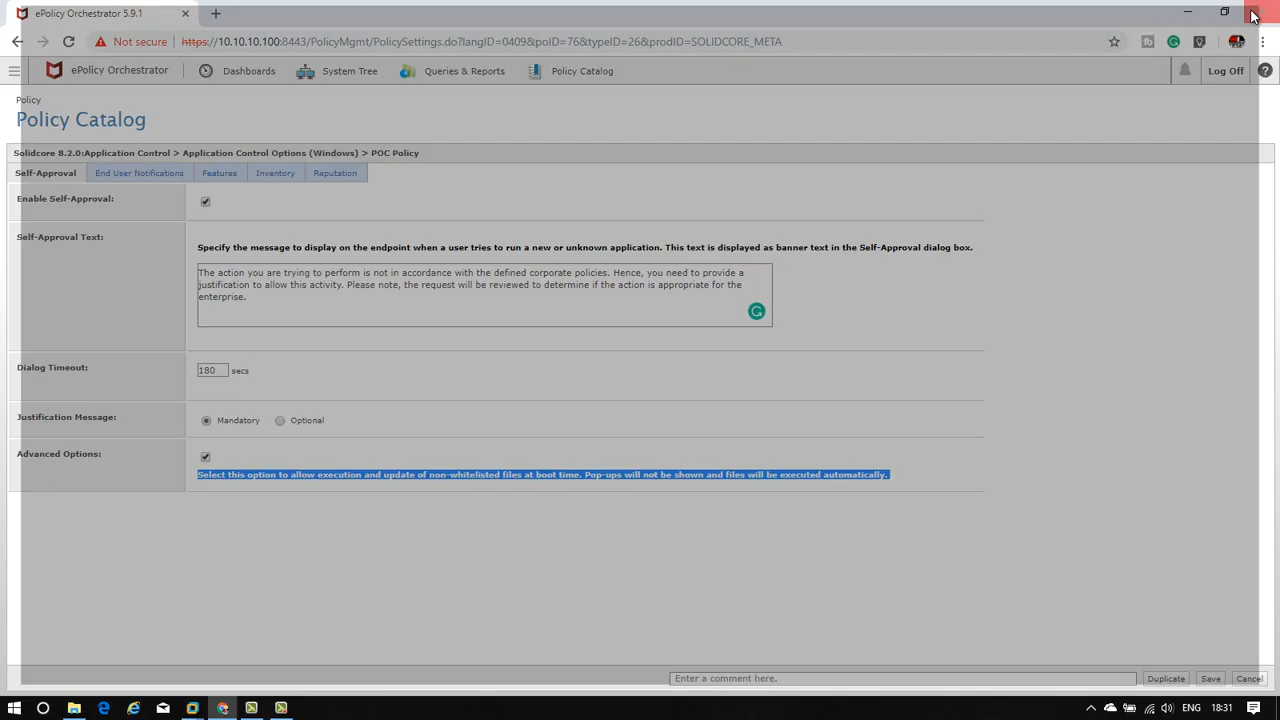 ePolicy Orchestrator 5.9.1
Not secure https://10.10.10.100:8443/PolicyMgmt/PolicySettings.do?langID=0409&poID=76&typeID=26&prodID=SOLIDCORE_META
ePolicy Orchestrator Dashboards System Tree Queries & Reports Policy Catalog Log Off
Policy
Policy Catalog
Solidcore 8.2.0:Application Control > Application Control Options (Windows) > POC Policy
Self-Approval End User Notifications Features Inventory Reputation
Enable Self-Approval:
Self-Approval Text:
Specify the message to display on the endpoint when a user tries to run a new or unknown application. This text is displayed as banner text in the Self-Approval dialog box.
The action you are trying to perform is not in accordance with the defined corporate policies. Hence, you need to provide a
justification to allow this activity. Please note, the request will be reviewed to determine if the action is appropriate for the
enterprise.
Dialog Timeout: 180 secs
Justification Message: Mandatory Optional
Advanced Options:
Select this option to allow execution and update of non-whitelisted files at boot time. Pop-ups will not be shown and files will be executed automatically.
Enter a comment here. Duplicate Save Cancel
ENG 18:31